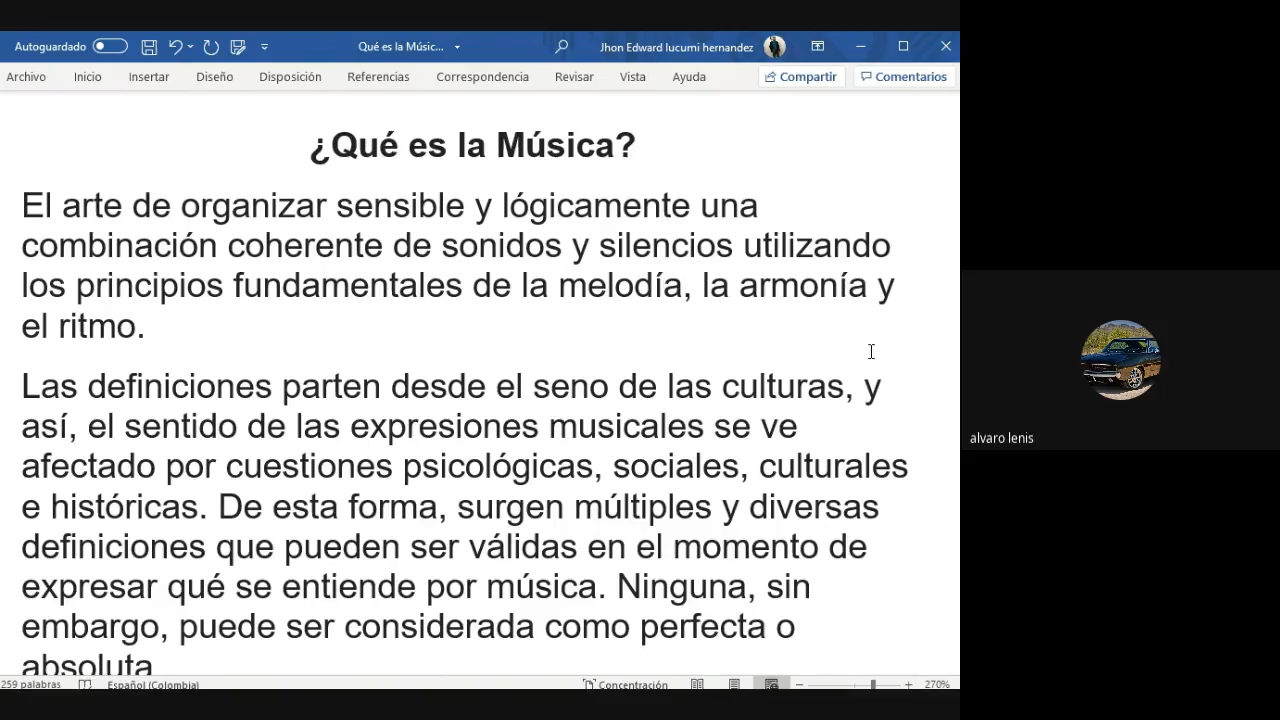 Autoguardado
Qué es la Músic...
Jhon Edward lucumi hernandez
Archivo Inicio Insertar Diseño Disposición Referencias Correspondencia Revisar Vista Ayuda Compartir Comentarios
¿Qué es la Música?
El arte de organizar sensible y lógicamente una
combinación coherente de sonidos y silencios utilizando
los principios fundamentales de la melodía, la armonía y
el ritmo.
Las definiciones parten desde el seno de las culturas, y
así, el sentido de las expresiones musicales se ve
afectado por cuestiones psicológicas, sociales, culturales
e históricas. De esta forma, surgen múltiples y diversas
definiciones que pueden ser válidas en el momento de
expresar qué se entiende por música. Ninguna, sin
embargo, puede ser considerada como perfecta o
absoluta
259 palabras Español (Colombia) Concentración 270%
alvaro lenis